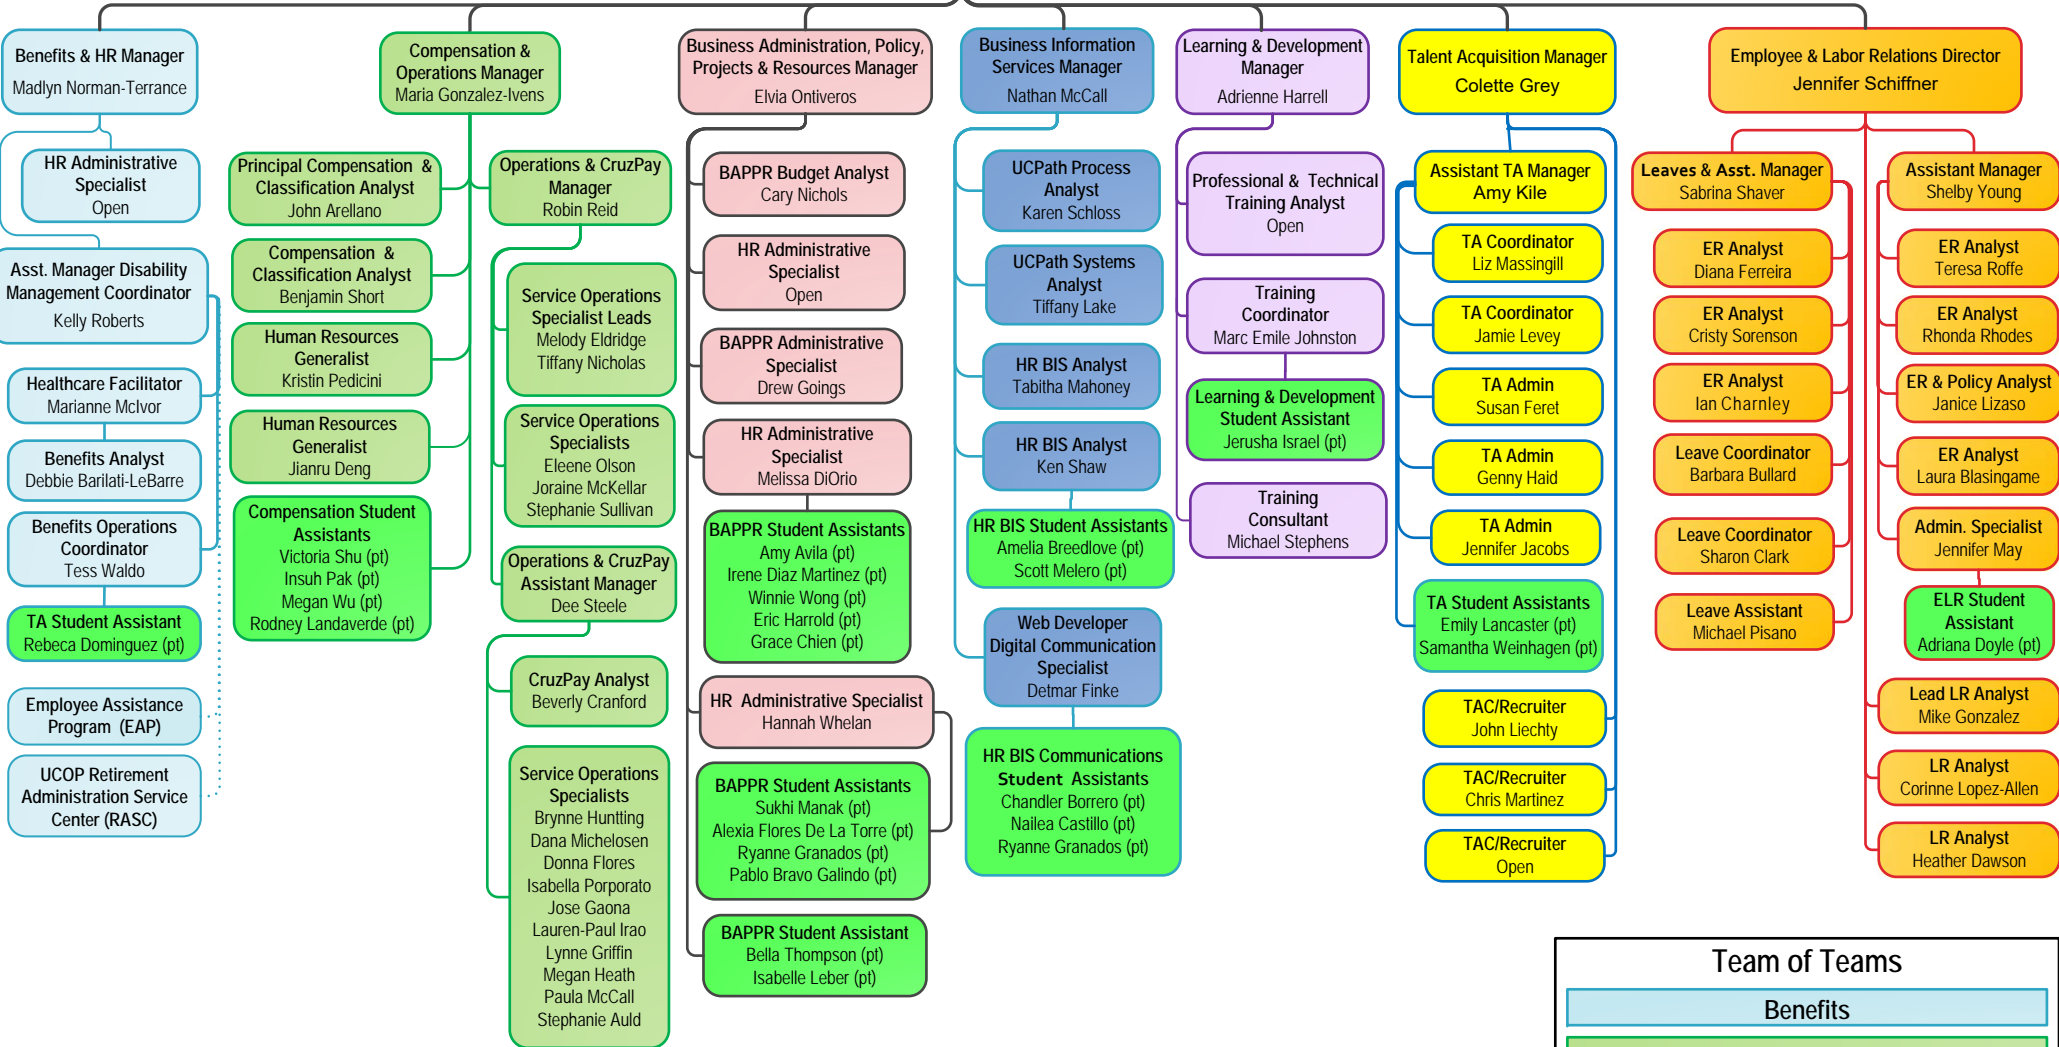 Benefits & HR Manager
Madlyn Norman-Terrance
HR Administrative
Specialist
Open
Asst. Manager Disability
Management Coordinator
Kelly Roberts
Healthcare Facilitator
Marianne McIvor
Benefits Analyst
Debbie Barilati-LeBarre
Benefits Operations
Coordinator
Tess Waldo
TA Student Assistant
Rebeca Dominguez (pt)
Employee Assistance
Program (EAP)
UCOP Retirement
Administration Service
Center (RASC)
Compensation &
Operations Manager
Maria Gonzalez-Ivens
Principal Compensation &
Classification Analyst
John Arellano
Compensation &
Classification Analyst
Benjamin Short
Human Resources
Generalist
Kristin Pedicini
Human Resources
Generalist
Jianru Deng
Compensation Student
Assistants
Victoria Shu (pt)
Insuh Pak (pt)
Megan Wu (pt)
Rodney Landaverde (pt)
Operations & CruzPay
Manager
Robin Reid
Service Operations
Specialist Leads
Melody Eldridge
Tiffany Nicholas
Service Operations
Specialists
Eleene Olson
Joraine McKellar
Stephanie Sullivan
Operations & CruzPay
Assistant Manager
Dee Steele
CruzPay Analyst
Beverly Cranford
Service Operations
Specialists
Brynne Huntting
Dana Michelosen
Donna Flores
Isabella Porporato
Jose Gaona
Lauren-Paul Irao
Lynne Griffin
Megan Heath
Paula McCall
Stephanie Auld
Business Administration, Policy,
Projects & Resources Manager
Elvia Ontiveros
BAPPR Budget Analyst
Cary Nichols
HR Administrative
Specialist
Open
BAPPR Administrative
Specialist
Drew Goings
HR Administrative
Specialist
Melissa DiOrio
BAPPR Student Assistants
Amy Avila (pt)
Irene Diaz Martinez (pt)
Winnie Wong (pt)
Eric Harrold (pt)
Grace Chien (pt)
HR Administrative Specialist
Hannah Whelan
BAPPR Student Assistants
Sukhi Manak (pt)
Alexia Flores De La Torre (pt)
Ryanne Granados (pt)
Pablo Bravo Galindo (pt)
BAPPR Student Assistant
Bella Thompson (pt)
Isabelle Leber (pt)
Business Information
Services Manager
Nathan McCall
UCPath Process
Analyst
Karen Schloss
UCPath Systems
Analyst
Tiffany Lake
HR BIS Analyst
Tabitha Mahoney
HR BIS Analyst
Ken Shaw
HR BIS Student Assistants
Amelia Breedlove (pt)
Scott Melero (pt)
Web Developer
Digital Communication
Specialist
Detmar Finke
HR BIS Communications
Student Assistants
Chandler Borrero (pt)
Nailea Castillo (pt)
Ryanne Granados (pt)
Learning & Development
Manager
Adrienne Harrell
Professional & Technical
Training Analyst
Open
Training
Coordinator
Marc Emile Johnston
Learning & Development
Student Assistant
Jerusha Israel (pt)
Training
Consultant
Michael Stephens
Talent Acquisition Manager
Colette Grey
Assistant TA Manager
Amy Kile
TA Coordinator
Liz Massingill
TA Coordinator
Jamie Levey
TA Admin
Susan Feret
TA Admin
Genny Haid
TA Admin
Jennifer Jacobs
TA Student Assistants
Emily Lancaster (pt)
Samantha Weinhagen (pt)
TAC/Recruiter
John Liechty
TAC/Recruiter
Chris Martinez
TAC/Recruiter
Open
Employee & Labor Relations Director
Jennifer Schiffner
Leaves & Asst. Manager
Sabrina Shaver
ER Analyst
Diana Ferreira
ER Analyst
Cristy Sorenson
ER Analyst
Ian Charnley
Leave Coordinator
Barbara Bullard
Leave Coordinator
Sharon Clark
Leave Assistant
Michael Pisano
Assistant Manager
Shelby Young
ER Analyst
Teresa Roffe
ER Analyst
Rhonda Rhodes
ER & Policy Analyst
Janice Lizaso
ER Analyst
Laura Blasingame
Admin. Specialist
Jennifer May
ELR Student
Assistant
Adriana Doyle (pt)
Lead LR Analyst
Mike Gonzalez
LR Analyst
Corinne Lopez-Allen
LR Analyst
Heather Dawson
Team of Teams
Benefits